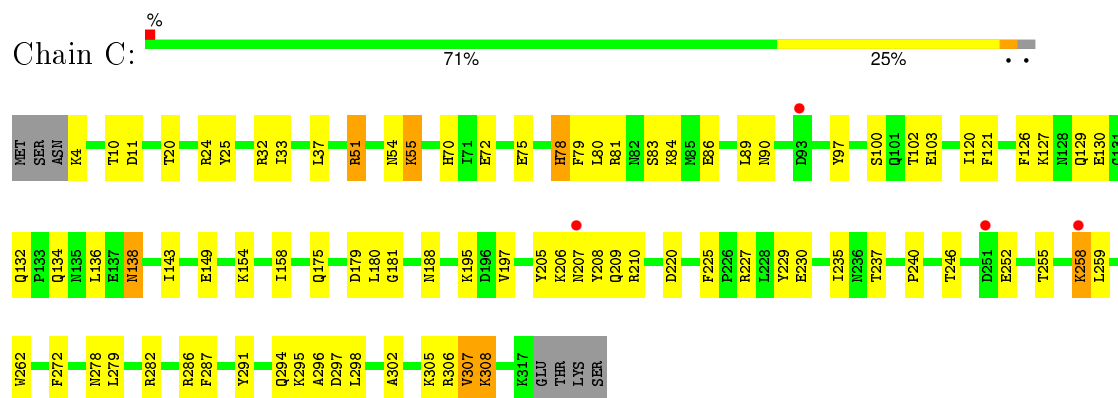 %
Chain C:
71% 25% • •
MET SER ASN K4 T10 D11 T20 R24 Y25 R32 I33 L37 R51 N54 K55 H70 I71 E72 E75 H78 F79 L80 R81 N82 S83 K84 M85 E86 L89 N90 D93 Y97 S100 Q101 T102 E103 I120 F121 F126 K127 N128 Q129 E130 G131
Q132 P133 Q134 N135 L136 E137 N138 I143 E149 K154 I158 Q175 D179 L180 G181 N188 K195 D196 V197 Y205 K206 N207 Y208 Q209 R210 D220 F225 P226 R227 L228 Y229 E230 I235 N236 T237 P240 T246 D251 E252 T255 K258 L259
W262 F272 N278 L279 R282 R286 F287 Y291 Q294 K295 A296 D297 L298 A302 K305 R306 V307 K308 K317 GLU THR LYS SER